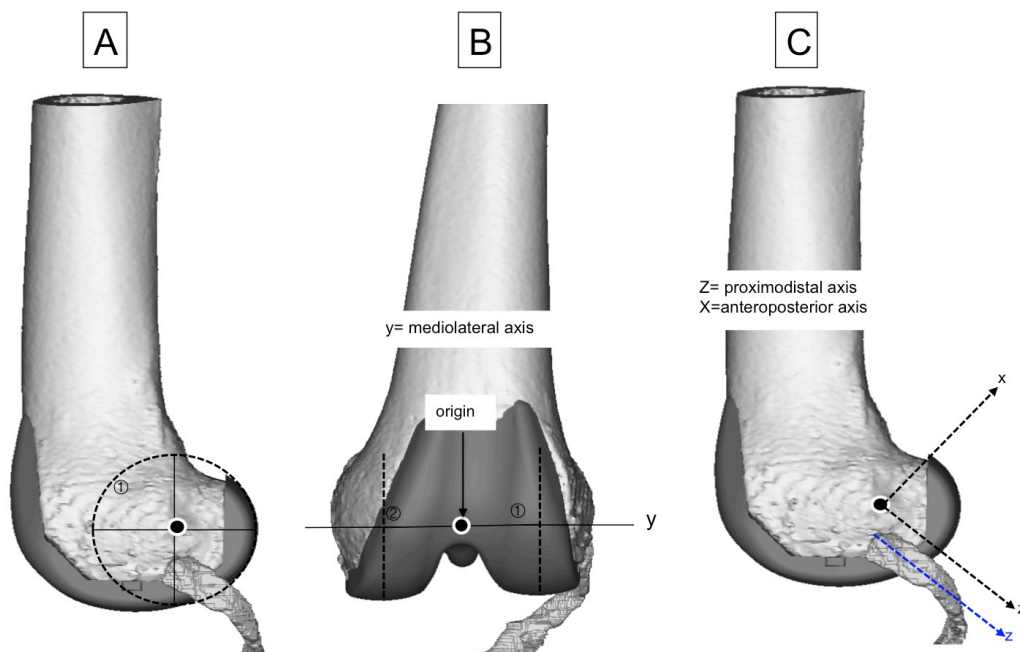 A
B
C
Z= proximodistal axis
X=anteroposterior axis
y= mediolateral axis
x
origin
①
②
①
y
z
z